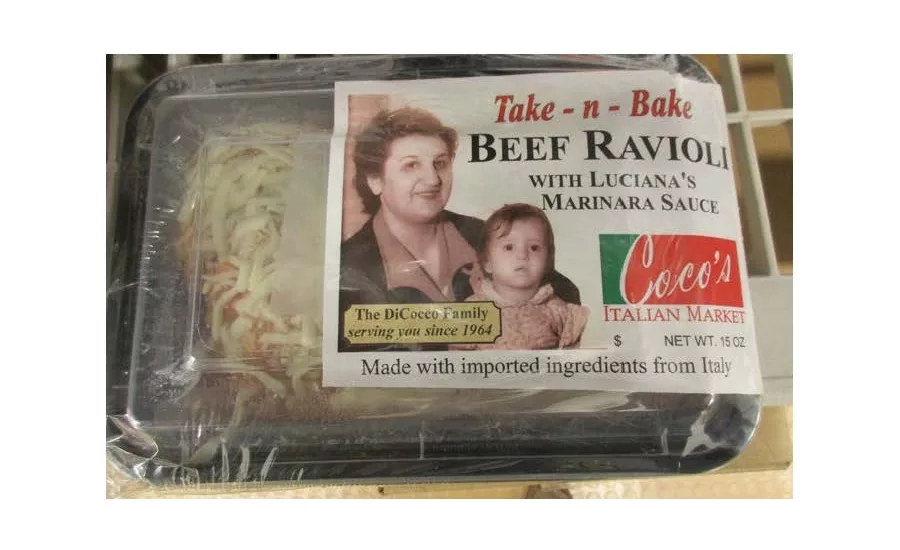 Take - n - Bake
BEEF RAVIOLI
WITH LUCIANA'S
MARINARA SAUCE
Coco's
ITALIAN MARKET
The DiCocco Family
serving you since 1964
$ NET WT. 15 OZ
Made with imported ingredients from Italy